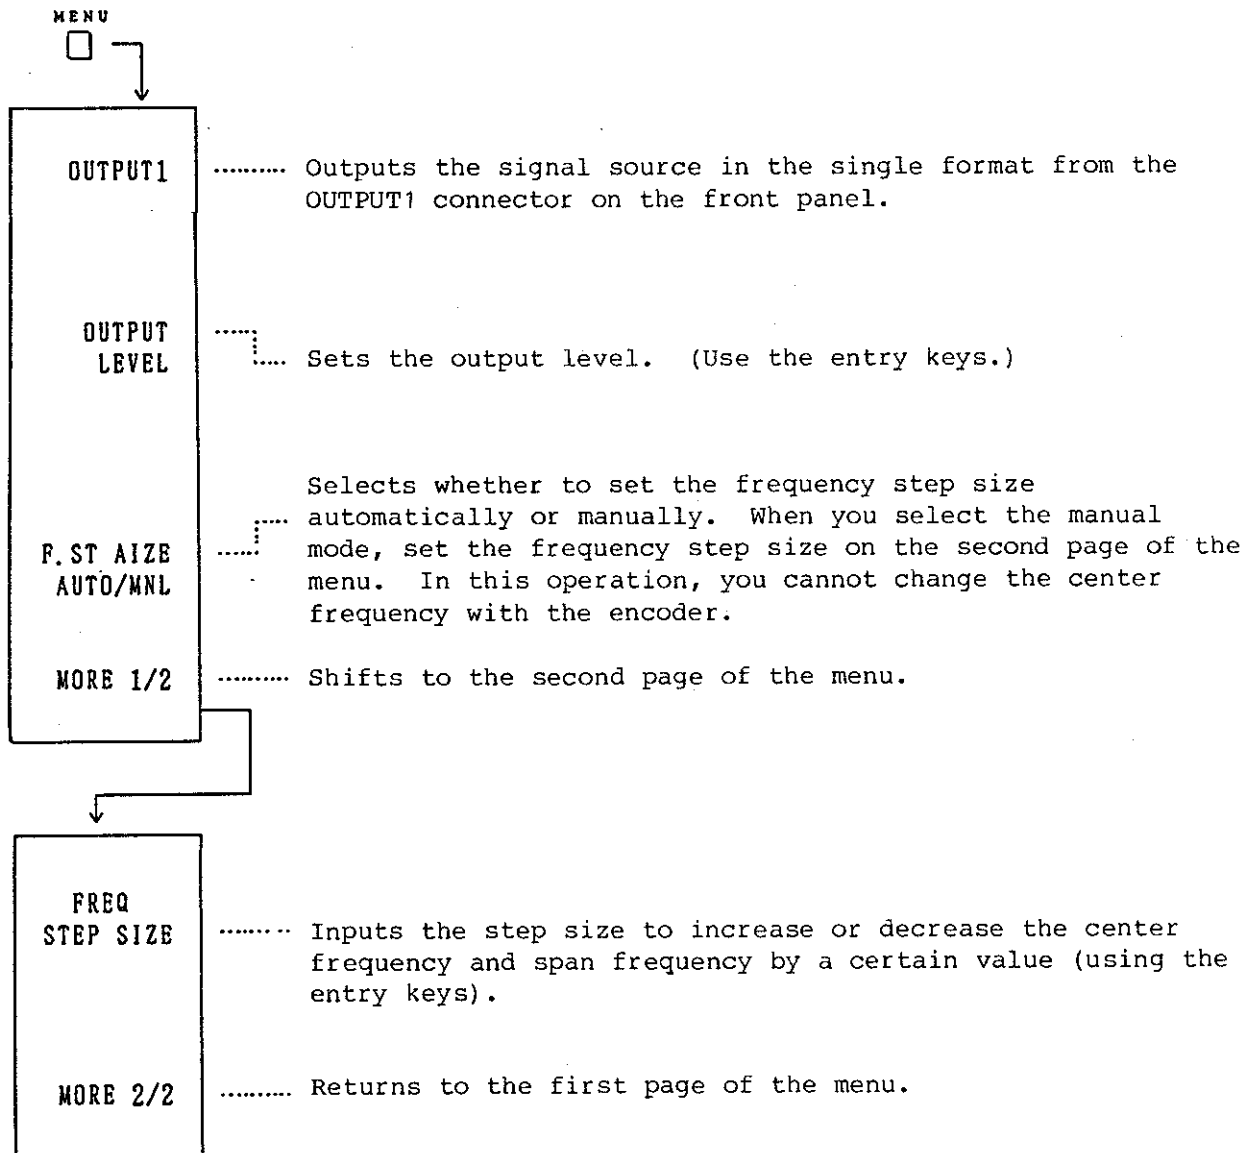 MENU
OUTPUT1 .......... Outputs the signal source in the single format from the
OUTPUT1 connector on the front panel.
OUTPUT
LEVEL
Sets the output level. (Use the entry keys.)
Selects whether to set the frequency step size
automatically or manually. When you select the manual
F.ST AIZE mode, set the frequency step size on the second page of the
AUTO/MNL menu. In this operation, you cannot change the center
frequency with the encoder.
MORE 1/2 .......... Shifts to the second page of the menu.
FREQ
STEP SIZE .......... Inputs the step size to increase or decrease the center
frequency and span frequency by a certain value (using the
entry keys).
MORE 2/2 .......... Returns to the first page of the menu.